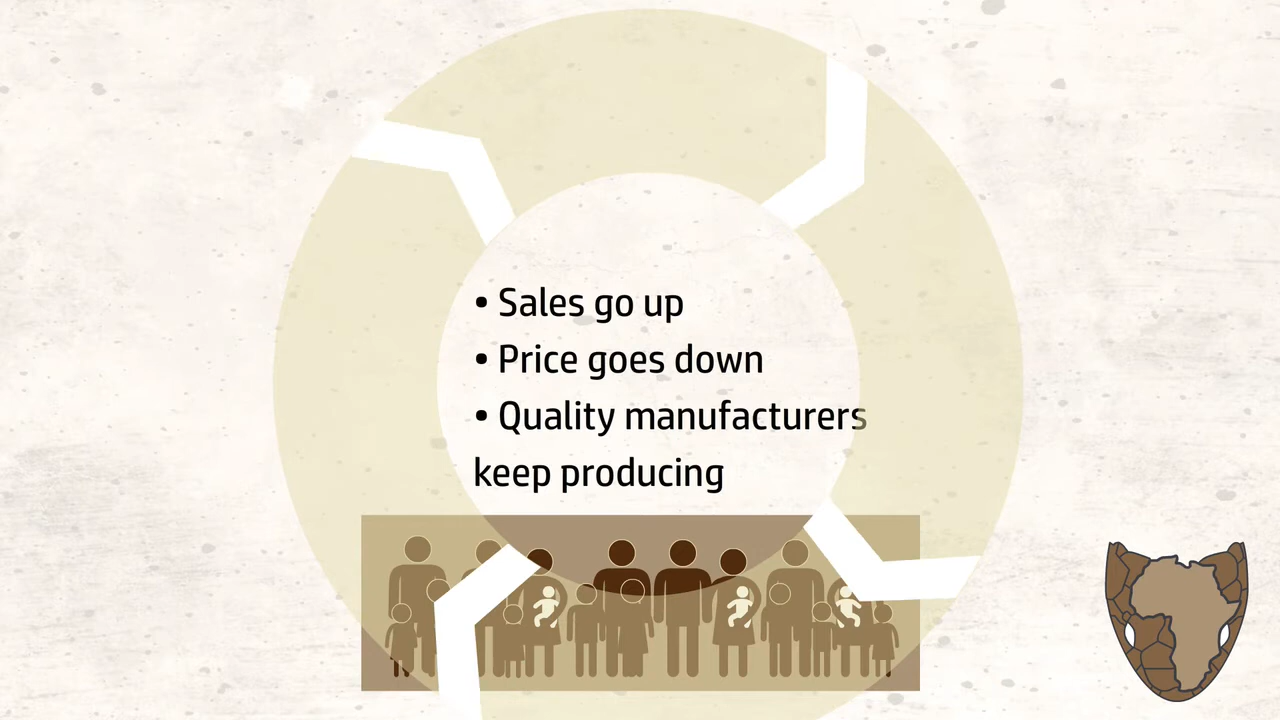 • Sales go up
• Price goes down
• Quality manufacturers
keep producing